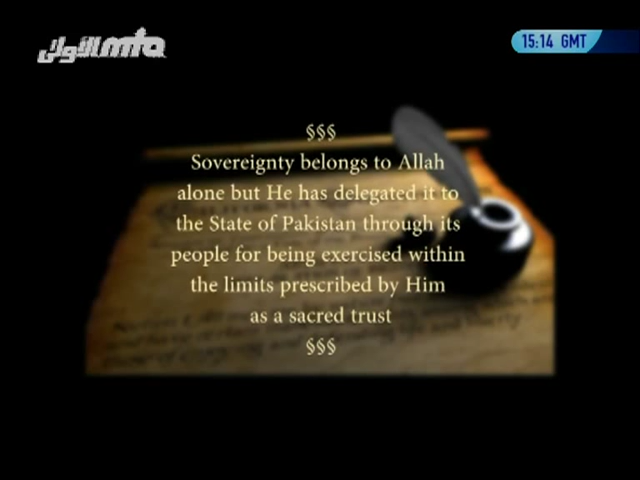 الأولى mta
15:14 GMT
§§§
Sovereignty belongs to Allah
alone but He has delegated it to
the State of Pakistan through its
people for being exercised within
the limits prescribed by Him
as a sacred trust
§§§